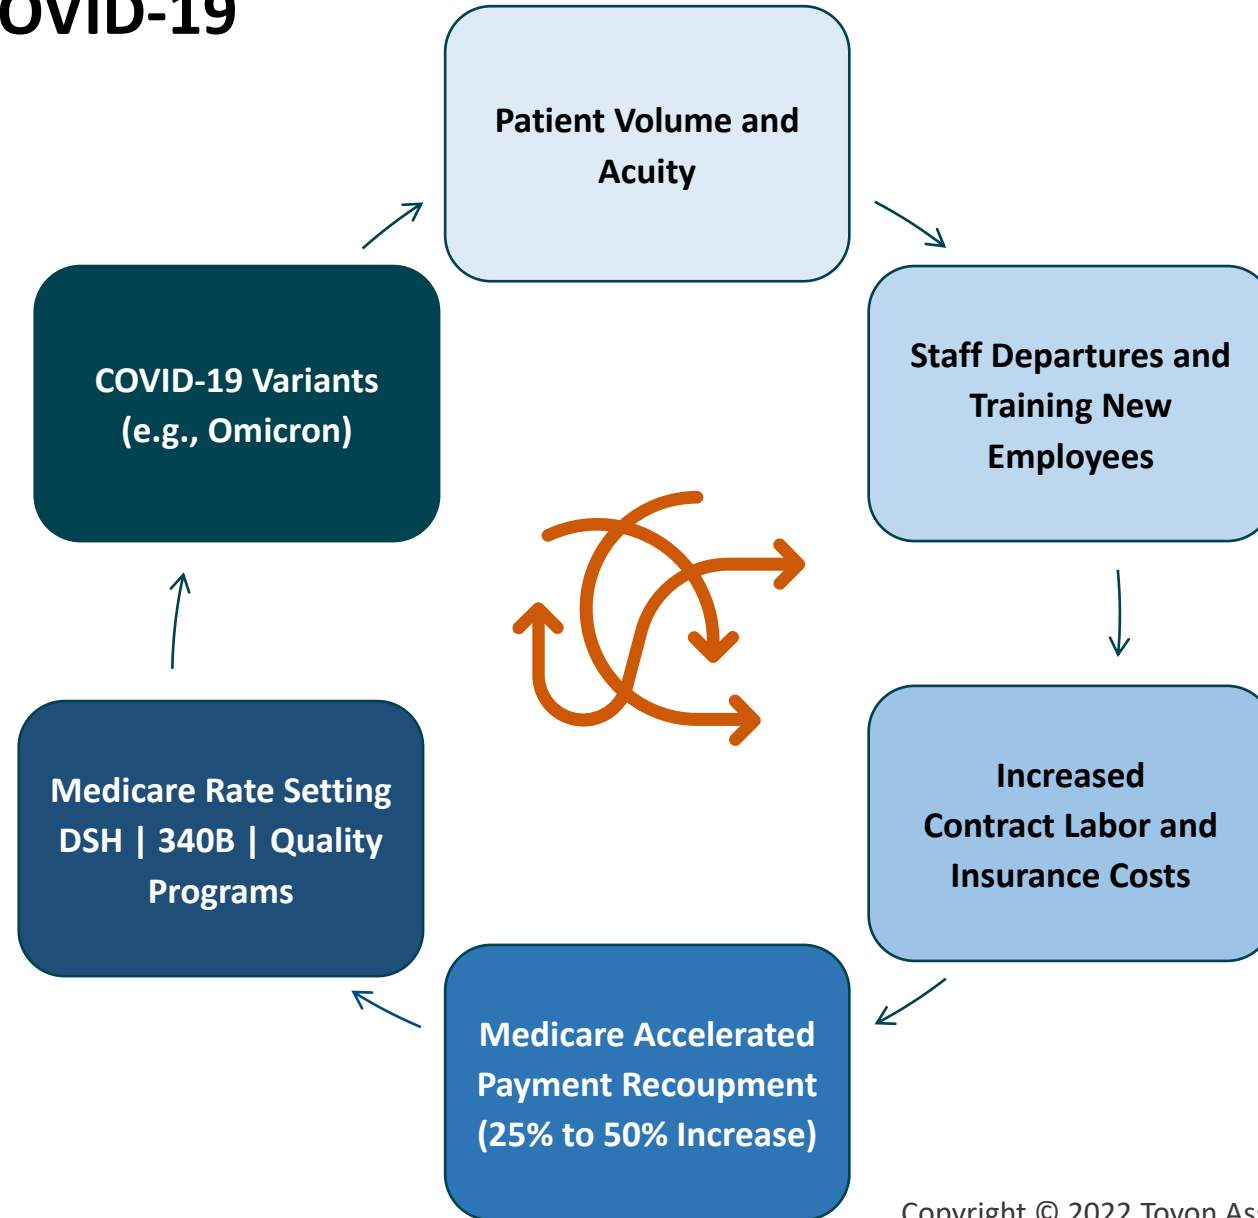 OVID-19
Patient Volume and
Acuity
Staff Departures and
Training New
Employees
Increased
Contract Labor and
Insurance Costs
Medicare Accelerated
Payment Recoupment
(25% to 50% Increase)
Medicare Rate Setting
DSH | 340B | Quality
Programs
COVID-19 Variants
(e.g., Omicron)
Copyright © 2022 Toyon As